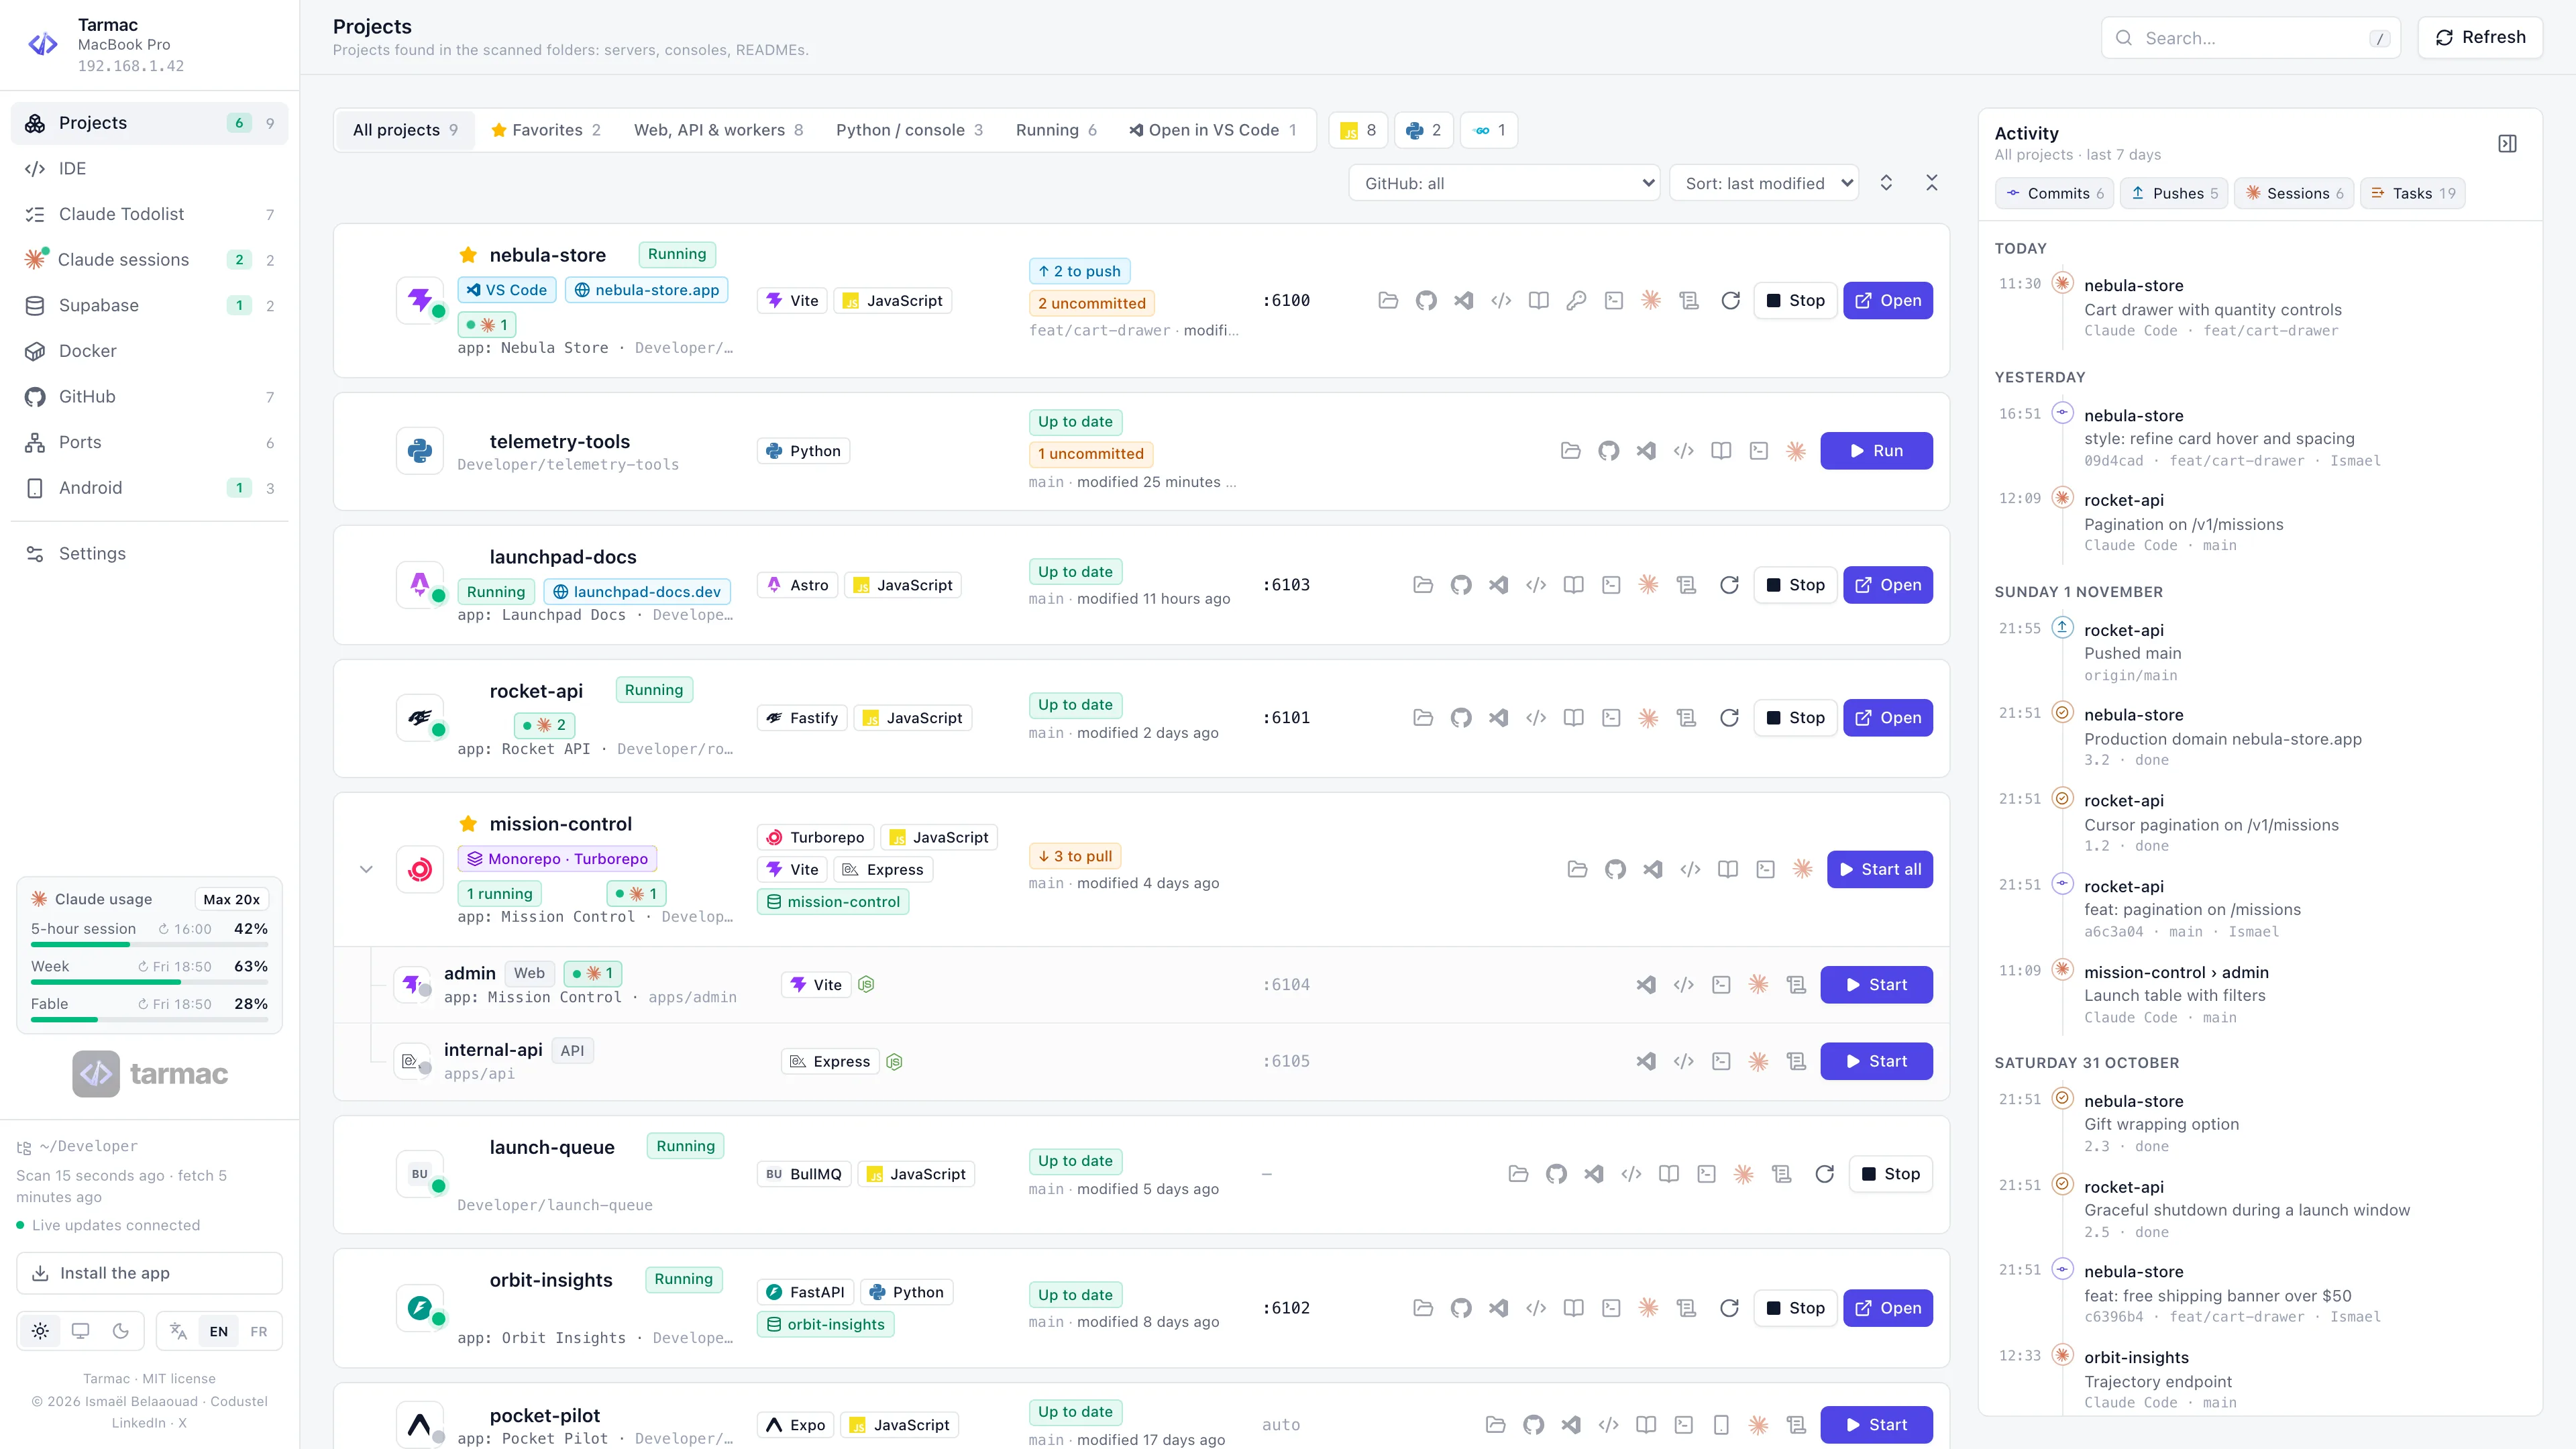 Tarmac
MacBook Pro
192.168.1.42
Projects 6 9
IDE
Claude Todolist 7
Claude sessions 2 2
Supabase 1 2
Docker
GitHub 7
Ports 6
Android 1 3
Settings
Claude usage Max 20x
5-hour session 16:00 42%
Week Fri 18:50 63%
Fable Fri 18:50 28%
tarmac
~/Developer
Scan 15 seconds ago · fetch 5
minutes ago
Live updates connected
Install the app
EN FR
Tarmac · MIT license
© 2026 Ismaël Belaaouad · Codustel
LinkedIn · X
Projects
Projects found in the scanned folders: servers, consoles, READMEs.
Search... /
Refresh
All projects 9 Favorites 2 Web, API & workers 8 Python / console 3 Running 6 Open in VS Code 1 JS 8 2 GO 1
GitHub: all Sort: last modified
nebula-store Running
VS Code nebula-store.app
1
app: Nebula Store · Developer/…
Vite JS JavaScript
↑ 2 to push
2 uncommitted
feat/cart-drawer · modifi…
:6100
Stop Open
telemetry-tools
Developer/telemetry-tools
Python
Up to date
1 uncommitted
main · modified 25 minutes …
Run
launchpad-docs
Running launchpad-docs.dev
app: Launchpad Docs · Develope…
Astro JS JavaScript
Up to date
main · modified 11 hours ago
:6103
Stop Open
rocket-api Running
2
app: Rocket API · Developer/ro…
Fastify JS JavaScript
Up to date
main · modified 2 days ago
:6101
Stop Open
mission-control
Monorepo · Turborepo
1 running 1
app: Mission Control · Develop…
Turborepo JS JavaScript
Vite Express
mission-control
↓ 3 to pull
main · modified 4 days ago
Start all
admin Web 1
app: Mission Control · apps/admin
Vite
:6104
Start
internal-api API
apps/api
Express
:6105
Start
launch-queue Running
BU
Developer/launch-queue
BU BullMQ JS JavaScript
Up to date
main · modified 5 days ago
–
Stop
orbit-insights Running
app: Orbit Insights · Develope…
FastAPI Python
orbit-insights
Up to date
main · modified 8 days ago
:6102
Stop Open
pocket-pilot
app: Pocket Pilot · Developer/…
Expo JS JavaScript
Up to date
main · modified 17 days ago
auto
Start
Activity
All projects · last 7 days
Commits 6 Pushes 5 Sessions 6 Tasks 19
TODAY
11:30 nebula-store
Cart drawer with quantity controls
Claude Code · feat/cart-drawer
YESTERDAY
16:51 nebula-store
style: refine card hover and spacing
09d4cad · feat/cart-drawer · Ismael
12:09 rocket-api
Pagination on /v1/missions
Claude Code · main
SUNDAY 1 NOVEMBER
21:55 rocket-api
Pushed main
origin/main
21:51 nebula-store
Production domain nebula-store.app
3.2 · done
21:51 rocket-api
Cursor pagination on /v1/missions
1.2 · done
21:51 rocket-api
feat: pagination on /missions
a6c3a04 · main · Ismael
11:09 mission-control › admin
Launch table with filters
Claude Code · main
SATURDAY 31 OCTOBER
21:51 nebula-store
Gift wrapping option
2.3 · done
21:51 rocket-api
Graceful shutdown during a launch window
2.5 · done
21:51 nebula-store
feat: free shipping banner over $50
c6396b4 · feat/cart-drawer · Ismael
12:33 orbit-insights
Trajectory endpoint
Claude Code · main